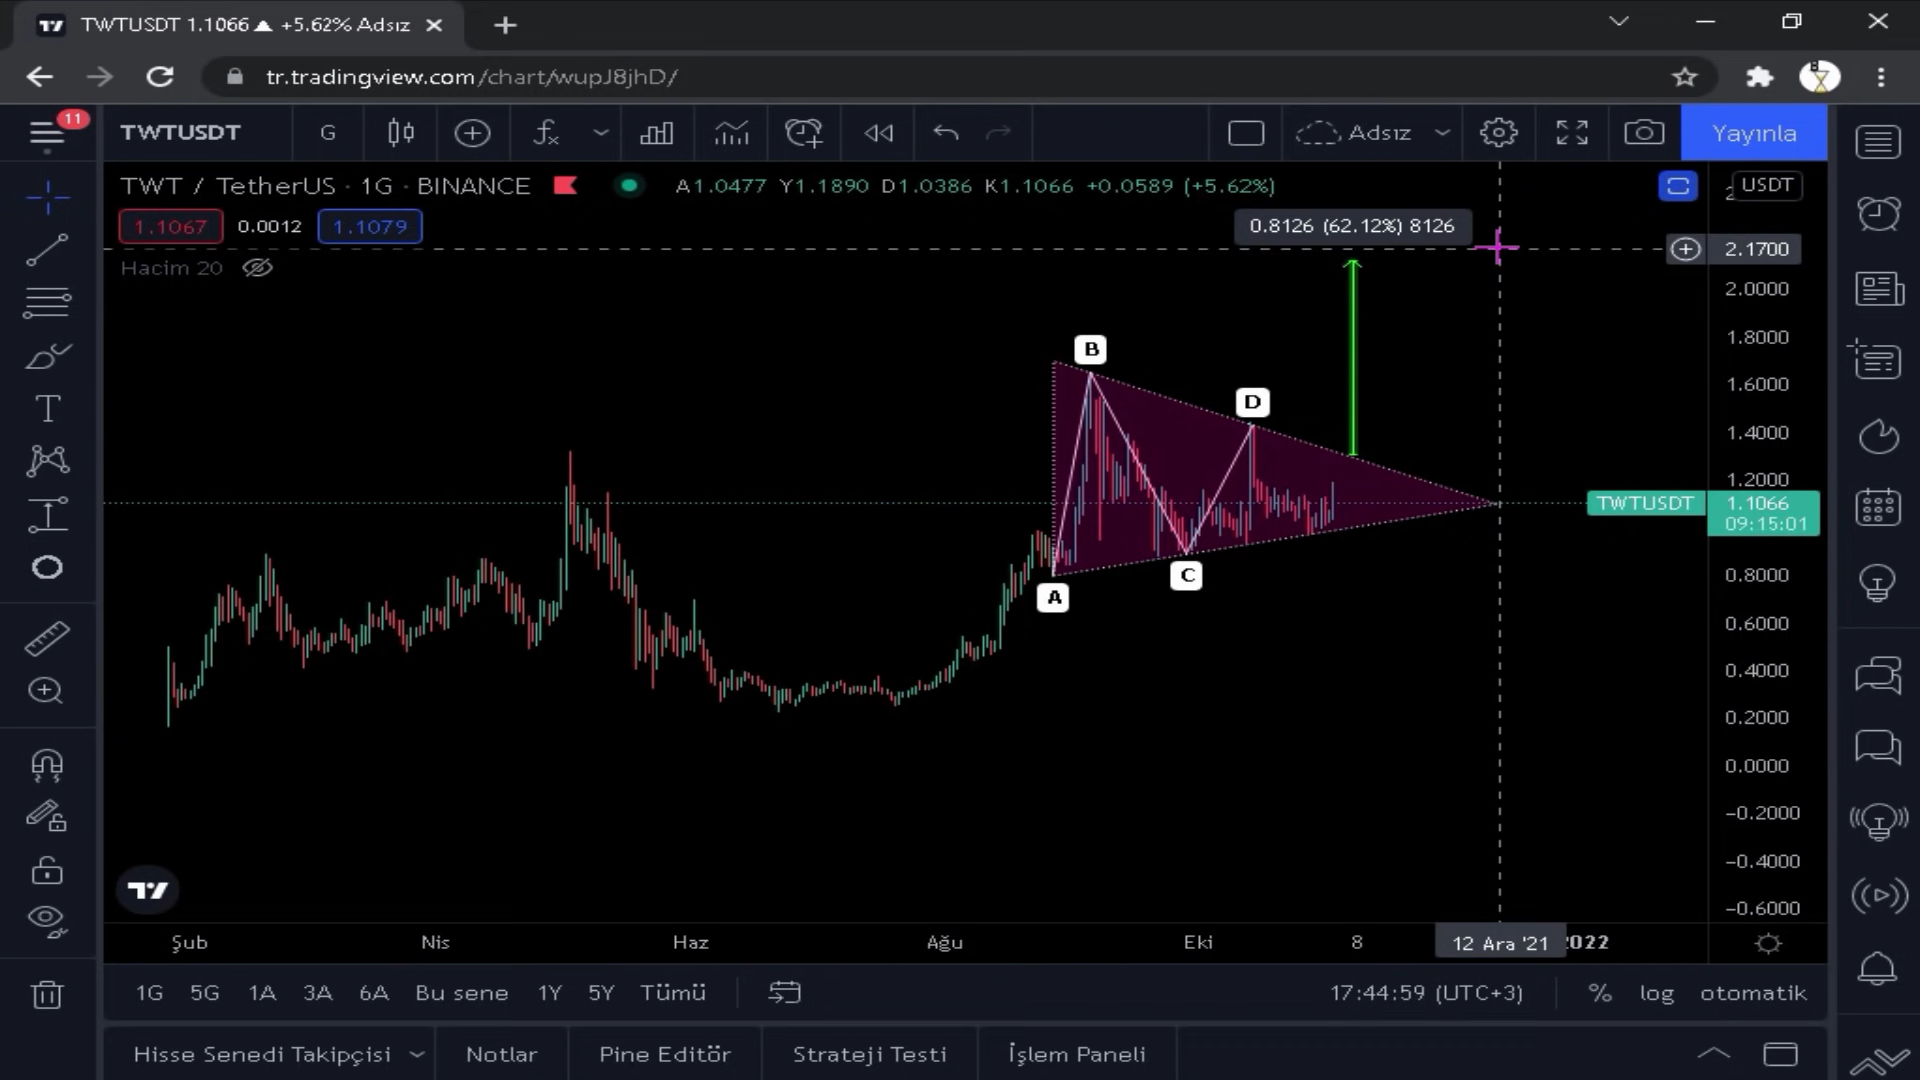 TWTUSDT 1.1066 ▲ +5.62% Adsız
tr.tradingview.com/chart/wupJ8jhD/
11
TWTUSDT G Adsız Yayınla
TWT / TetherUS · 1G · BINANCE A1.0477 Y1.1890 D1.0386 K1.1066 +0.0589 (+5.62%)
USDT
1.1067 0.0012 1.1079
0.8126 (62.12%) 8126
2.1700
Hacim 20
2.0000
1.8000
B
1.6000
D
1.4000
1.2000
TWTUSDT 1.1066
09:15:01
C
0.8000
A
0.6000
0.4000
0.2000
0.0000
−0.2000
−0.4000
−0.6000
Şub Nis Haz Ağu Eki 8 12 Ara '21 2022
1G 5G 1A 3A 6A Bu sene 1Y 5Y Tümü 17:44:59 (UTC+3) % log otomatik
Hisse Senedi Takipçisi Notlar Pine Editör Strateji Testi İşlem Paneli